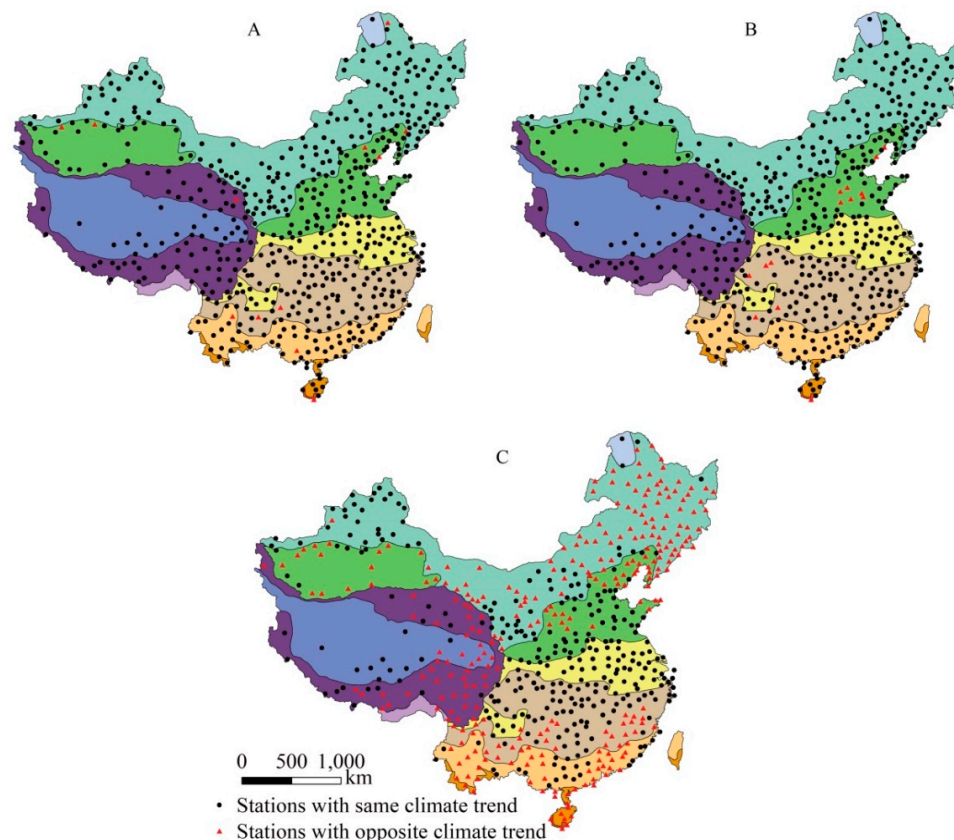 A
B
C
0 500 1,000
km
Stations with same climate trend
Stations with opposite climate trend